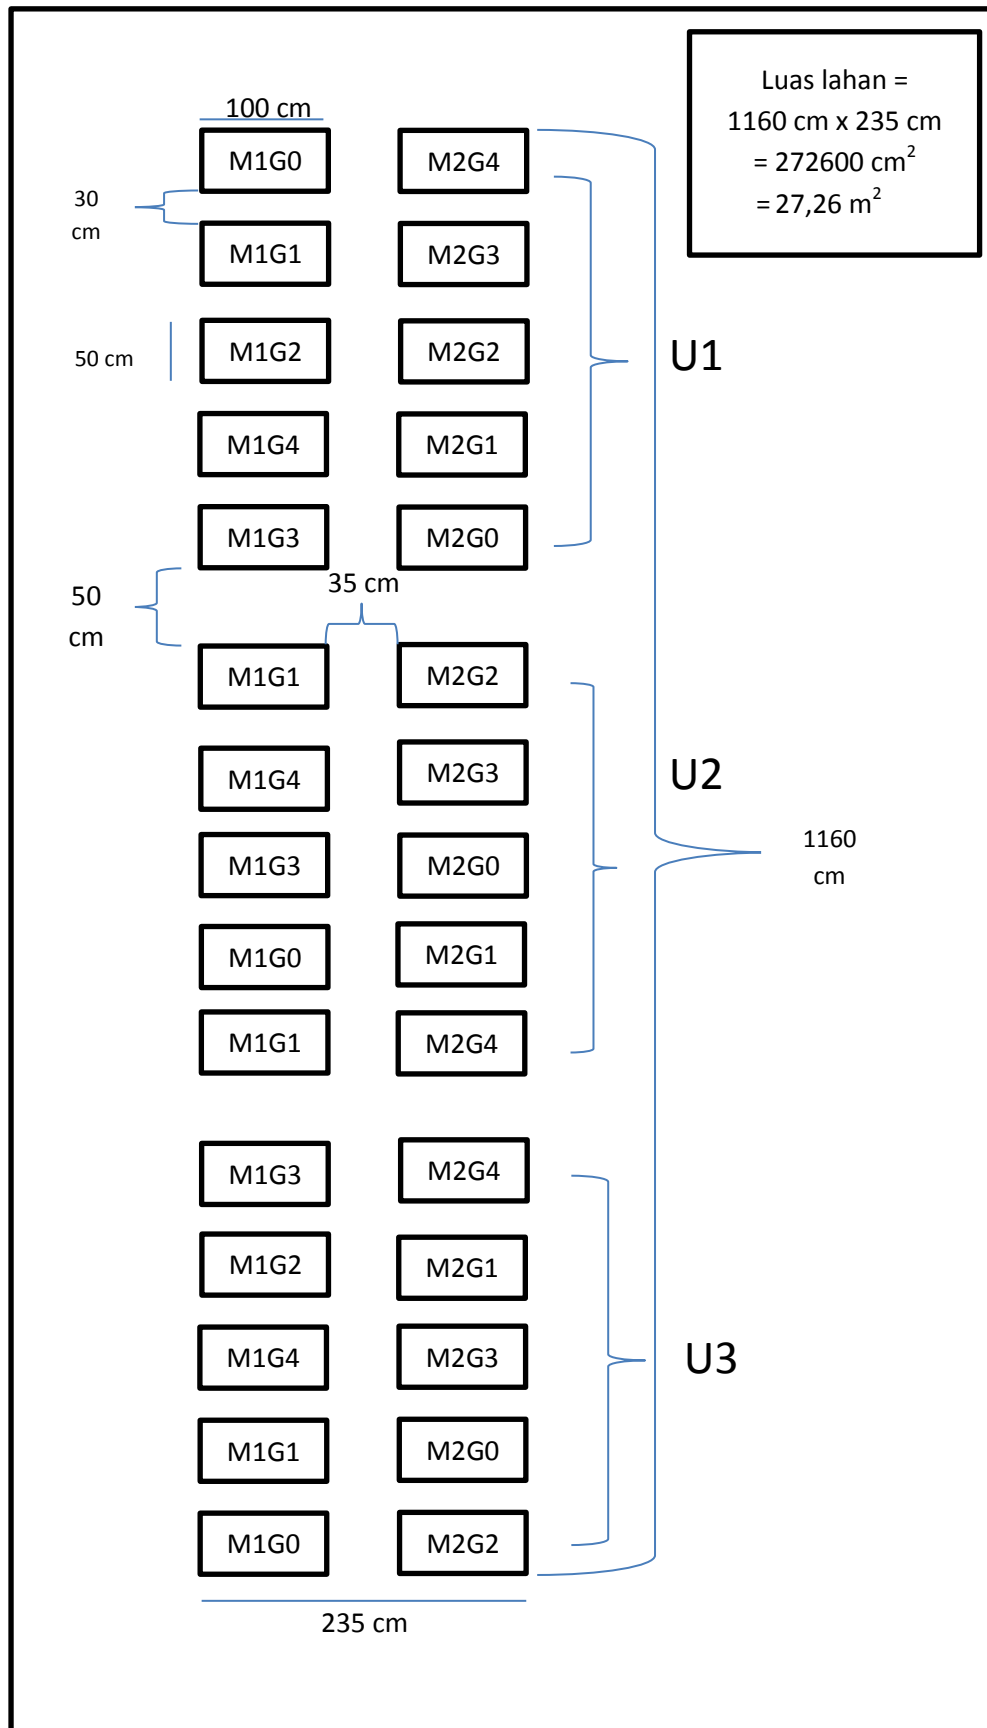 Luas lahan =
1160 cm x 235 cm
= 272600 cm²
= 27,26 m²
100 cm
M1G0 M2G4
30
cm
M1G1 M2G3
50 cm
M1G2 M2G2
U1
M1G4 M2G1
M1G3 M2G0
35 cm
50
cm
M1G1 M2G2
M1G4 M2G3
U2
1160
cm
M1G3 M2G0
M1G0 M2G1
M1G1 M2G4
M1G3 M2G4
M1G2 M2G1
M1G4 M2G3
U3
M1G1 M2G0
M1G0 M2G2
235 cm